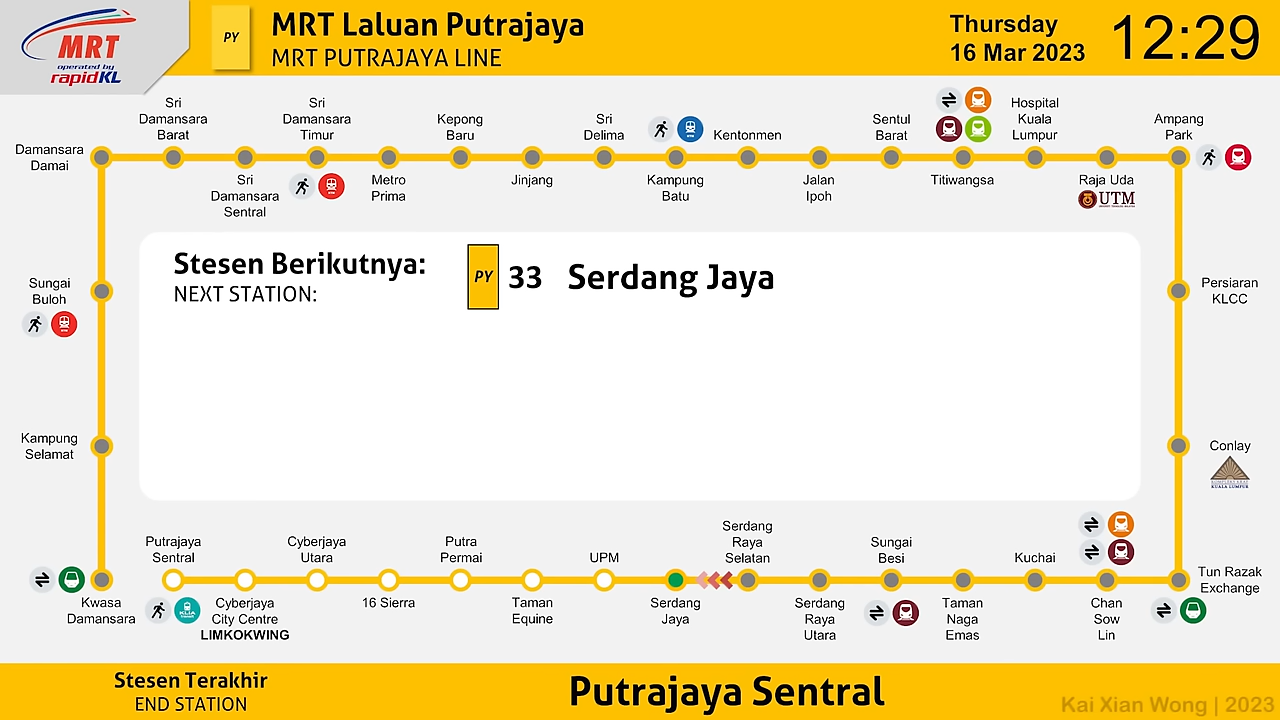 MRT
operated by
rapidKL
PY
MRT Laluan Putrajaya
MRT PUTRAJAYA LINE
Thursday
16 Mar 2023
12:29
Damansara
Damai
Sri
Damansara
Barat
Sri
Damansara
Sentral
Sri
Damansara
Timur
Metro
Prima
Kepong
Baru
Jinjang
Sri
Delima
Kampung
Batu
Kentonmen
Jalan
Ipoh
Sentul
Barat
Titiwangsa
Hospital
Kuala
Lumpur
Raja Uda
UTM
Ampang
Park
Sungai
Buloh
Kampung
Selamat
Kwasa
Damansara
Stesen Berikutnya:
NEXT STATION:
PY
33
Serdang Jaya
Persiaran
KLCC
Conlay
KUALA LUMPUR
Tun Razak
Exchange
Putrajaya
Sentral
Cyberjaya
City Centre
LIMKOKWING
Cyberjaya
Utara
16 Sierra
Putra
Permai
Taman
Equine
UPM
Serdang
Jaya
Serdang
Raya
Selatan
Serdang
Raya
Utara
Sungai
Besi
Taman
Naga
Emas
Kuchai
Chan
Sow
Lin
Stesen Terakhir
END STATION
Putrajaya Sentral
Kai Xian Wong | 2023